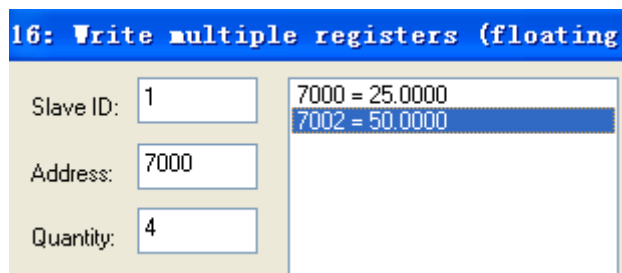 16: Write multiple registers (floating
Slave ID: 1
7000 = 25.0000
7002 = 50.0000
Address: 7000
Quantity: 4